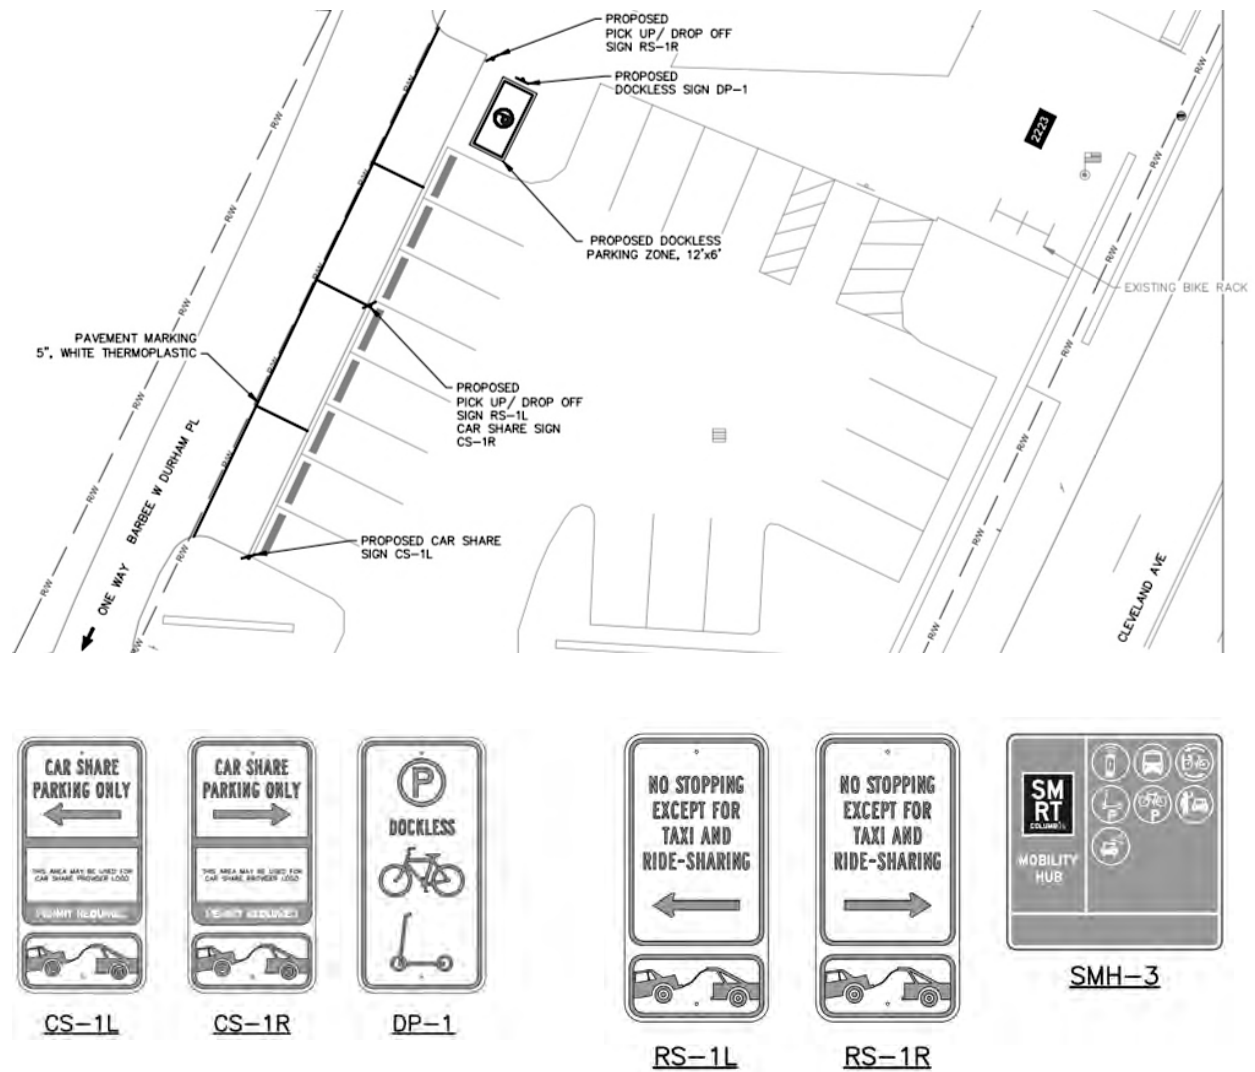 PROPOSED
PICK UP/ DROP OFF
SIGN RS-1R
PROPOSED
DOCKLESS SIGN DP-1
R/W
R/W
R/W
R/W
2223
R/W
R/W
R/W
PROPOSED DOCKLESS
PARKING ZONE, 12'x6'
R/W
R/W
EXISTING BIKE RACK
R/W
PAVEMENT MARKING
5", WHITE THERMOPLASTIC
R/W
R/W
PROPOSED
PICK UP/ DROP OFF
SIGN RS-1L
CAR SHARE SIGN
CS-1R
R/W
R/W
R/W
R/W
BARBEE W DURHAM PL
ONE WAY
PROPOSED CAR SHARE
SIGN CS-1L
R/W
R/W
R/W
R/W
R/W
CLEVELAND AVE
CAR SHARE
PARKING ONLY
THIS AREA MAY BE USED FOR
CAR SHARE PROVIDER LOGO
PERMIT REQUIRED
CS-1L
CAR SHARE
PARKING ONLY
THIS AREA MAY BE USED FOR
CAR SHARE PROVIDER LOGO
PERMIT REQUIRED
CS-1R
P
DOCKLESS
DP-1
NO STOPPING
EXCEPT FOR
TAXI AND
RIDE-SHARING
RS-1L
NO STOPPING
EXCEPT FOR
TAXI AND
RIDE-SHARING
RS-1R
SM
RT
COLUMBUS
MOBILITY
HUB
P
P
SMH-3